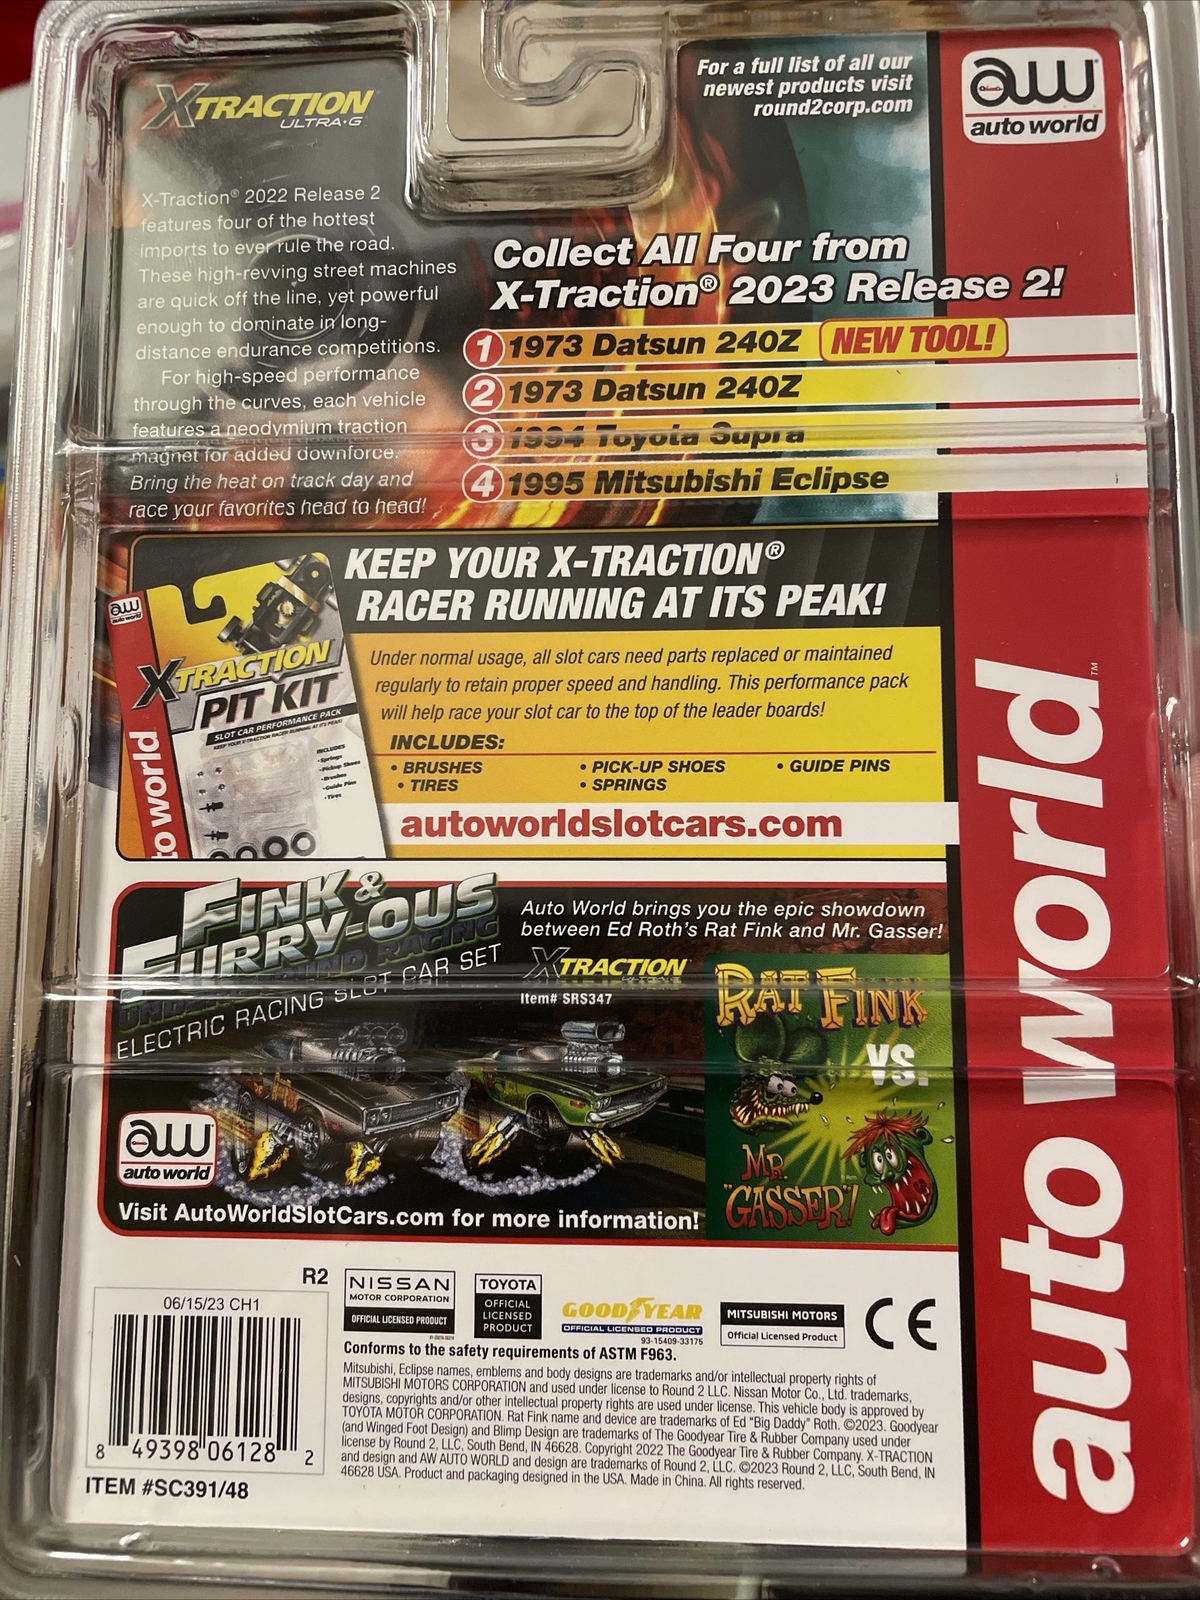 XTRACTION
ULTRA•G
For a full list of all our
newest products visit
round2corp.com
aw
auto world
X-Traction® 2022 Release 2
features four of the hottest
imports to ever rule the road.
These high-revving street machines
are quick off the line, yet powerful
enough to dominate in long-
distance endurance competitions.
For high-speed performance
through the curves, each vehicle
features a neodymium traction
magnet for added downforce.
Bring the heat on track day and
race your favorites head to head!
Collect All Four from
X-Traction® 2023 Release 2!
1 1973 Datsun 240Z NEW TOOL!
2 1973 Datsun 240Z
3 1994 Toyota Supra
4 1995 Mitsubishi Eclipse
KEEP YOUR X-TRACTION®
RACER RUNNING AT ITS PEAK!
aw
auto world
XTRACTION
PIT KIT
SLOT CAR PERFORMANCE PACK
KEEP YOUR X-TRACTION RACER RUNNING AT ITS PEAK!
INCLUDES
• Springs
• Pickup Shoes
• Brushes
• Guide Pins
• Tires
to world
Under normal usage, all slot cars need parts replaced or maintained
regularly to retain proper speed and handling. This performance pack
will help race your slot car to the top of the leader boards!
INCLUDES:
• BRUSHES • PICK-UP SHOES • GUIDE PINS
• TIRES • SPRINGS
autoworldslotcars.com
FINK &
FURRY-OUS
UNDERGROUND RACING
ELECTRIC RACING SLOT CAR SET
Auto World brings you the epic showdown
between Ed Roth's Rat Fink and Mr. Gasser!
XTRACTION
Item# SRS347
RAT FINK
VS.
MR.
"GASSER"!
aw
auto world
Visit AutoWorldSlotCars.com for more information!
auto world™
R2
06/15/23 CH1
8 49398 06128 2
ITEM #SC391/48
NISSAN
MOTOR CORPORATION
OFFICIAL LICENSED PRODUCT
TOYOTA
OFFICIAL
LICENSED
PRODUCT
GOODYEAR
OFFICIAL LICENSED PRODUCT
93-15409-33175
MITSUBISHI MOTORS
Official Licensed Product
CE
Conforms to the safety requirements of ASTM F963.
Mitsubishi, Eclipse names, emblems and body designs are trademarks and/or intellectual property rights of
MITSUBISHI MOTORS CORPORATION and used under license to Round 2 LLC. Nissan Motor Co., Ltd. trademarks,
designs, copyrights and/or other intellectual property rights are used under license. This vehicle body is approved by
TOYOTA MOTOR CORPORATION. Rat Fink name and device are trademarks of Ed "Big Daddy" Roth. ©2023. Goodyear
(and Winged Foot Design) and Blimp Design are trademarks of The Goodyear Tire & Rubber Company used under
license by Round 2, LLC, South Bend, IN 46628. Copyright 2022 The Goodyear Tire & Rubber Company. X-TRACTION
and design and AW AUTO WORLD and design are trademarks of Round 2, LLC. ©2023 Round 2, LLC, South Bend, IN
46628 USA. Product and packaging designed in the USA. Made in China. All rights reserved.